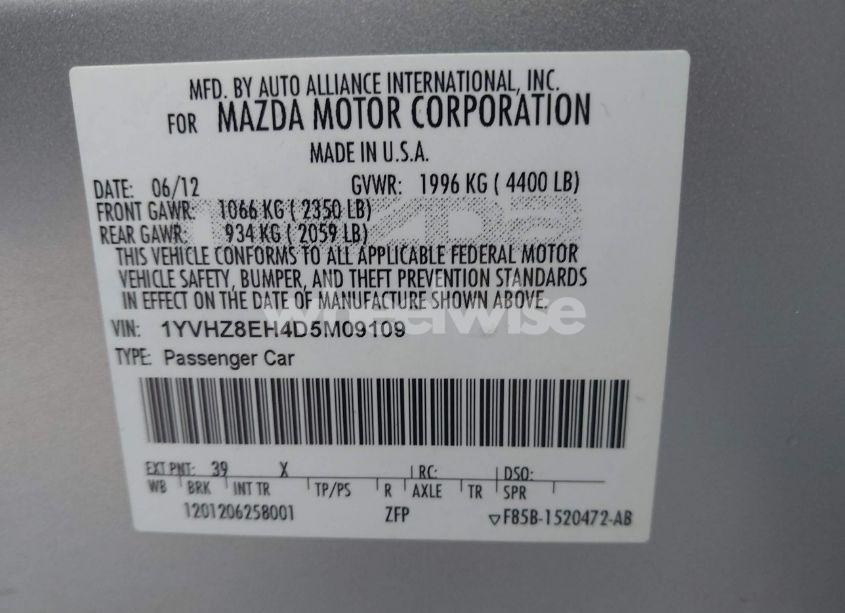 MFD. BY AUTO ALLIANCE INTERNATIONAL, INC.
FOR MAZDA MOTOR CORPORATION
MADE IN U.S.A.
DATE: 06/12 GVWR: 1996 KG ( 4400 LB)
FRONT GAWR: 1066 KG ( 2350 LB)
REAR GAWR: 934 KG ( 2059 LB)
THIS VEHICLE CONFORMS TO ALL APPLICABLE FEDERAL MOTOR
VEHICLE SAFETY, BUMPER, AND THEFT PREVENTION STANDARDS
IN EFFECT ON THE DATE OF MANUFACTURE SHOWN ABOVE.
wheelwise
VIN: 1YVHZ8EH4D5M09109
TYPE: Passenger Car
EXT PNT: 39 X RC: DSO:
WB BRK INT TR TP/PS R AXLE TR SPR
1201206258001 ZFP ▽F85B-1520472-AB